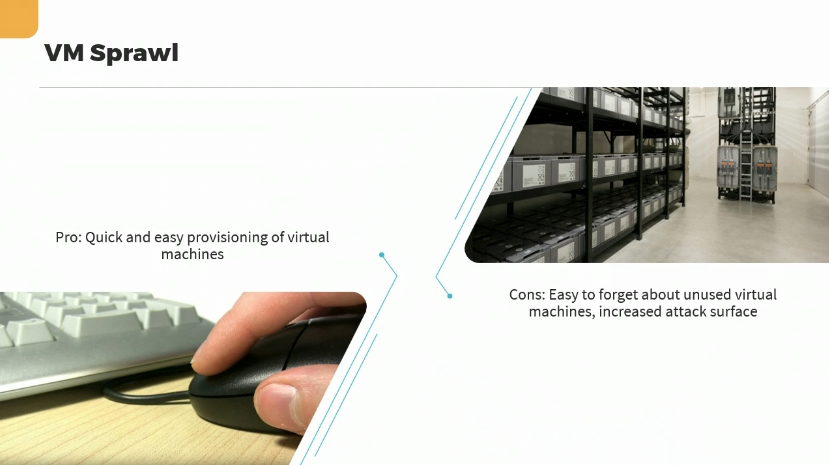 VM Sprawl
Pro: Quick and easy provisioning of virtual
machines
Cons: Easy to forget about unused virtual
machines, increased attack surface